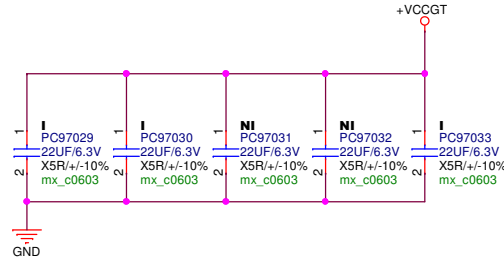 +VCCGT
1
I
PC97029
22UF/6.3V
X5R/+/-10%
mx_c0603
2
1
I
PC97030
22UF/6.3V
X5R/+/-10%
mx_c0603
2
1
NI
PC97031
22UF/6.3V
X5R/+/-10%
mx_c0603
2
1
NI
PC97032
22UF/6.3V
X5R/+/-10%
mx_c0603
2
1
I
PC97033
22UF/6.3V
X5R/+/-10%
mx_c0603
2
GND